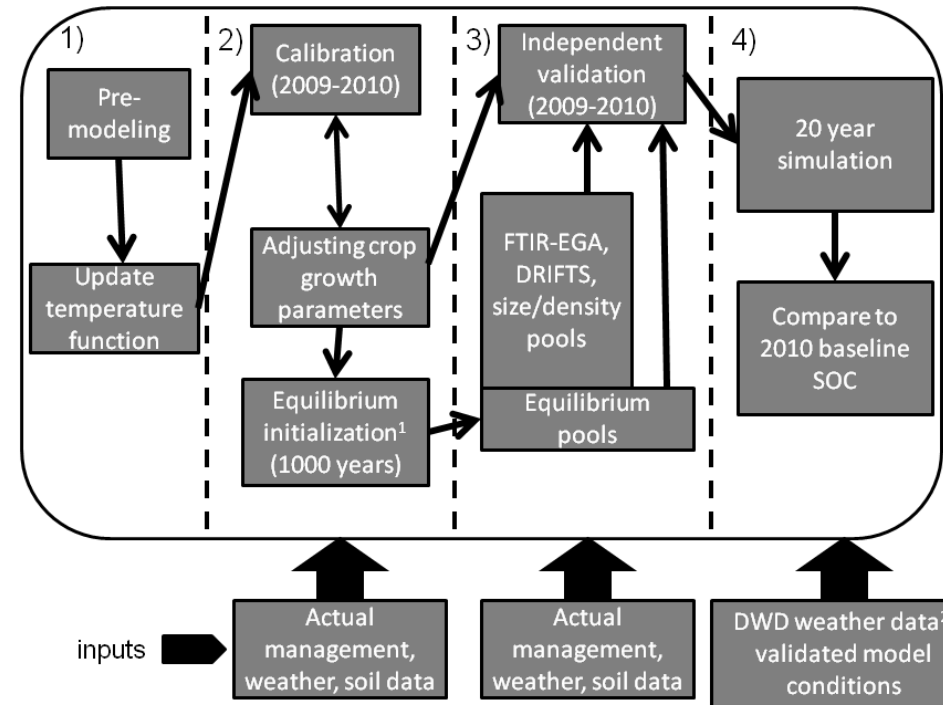 1)
Pre-
modeling
Update
temperature
function
2)
Calibration
(2009-2010)
Adjusting crop
growth
parameters
Equilibrium
initialization¹
(1000 years)
3)
Independent
validation
(2009-2010)
FTIR-EGA,
DRIFTS,
size/density
pools
Equilibrium
pools
4)
20 year
simulation
Compare to
2010 baseline
SOC
inputs
Actual
management,
weather, soil data
Actual
management,
weather, soil data
DWD weather data
validated model
conditions